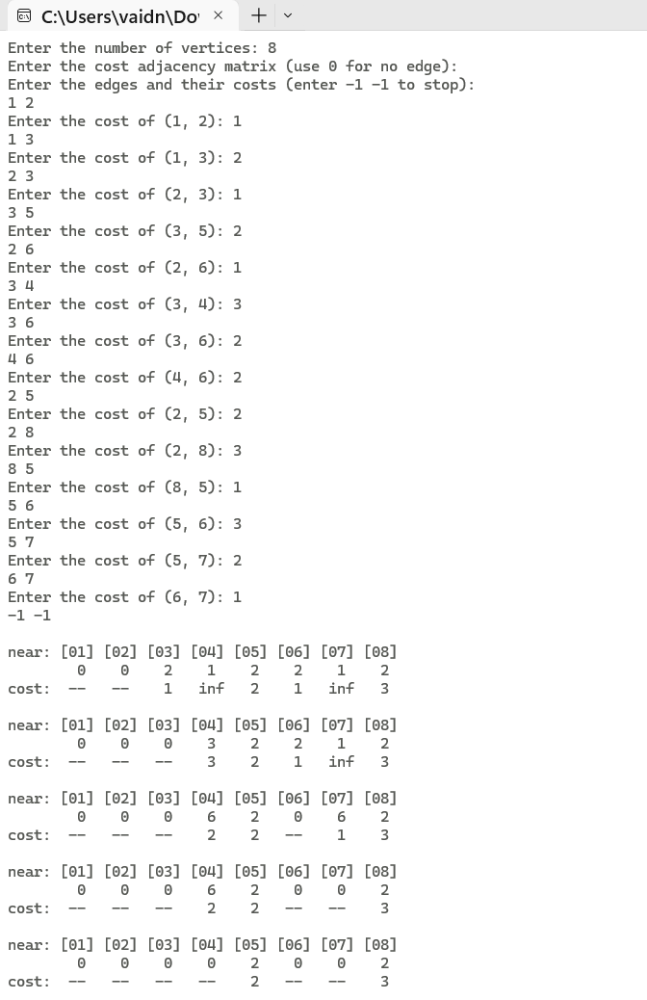 C:\Users\vaidn\Do
Enter the number of vertices: 8
Enter the cost adjacency matrix (use 0 for no edge):
Enter the edges and their costs (enter -1 -1 to stop):
1 2
Enter the cost of (1, 2): 1
1 3
Enter the cost of (1, 3): 2
2 3
Enter the cost of (2, 3): 1
3 5
Enter the cost of (3, 5): 2
2 6
Enter the cost of (2, 6): 1
3 4
Enter the cost of (3, 4): 3
3 6
Enter the cost of (3, 6): 2
4 6
Enter the cost of (4, 6): 2
2 5
Enter the cost of (2, 5): 2
2 8
Enter the cost of (2, 8): 3
8 5
Enter the cost of (8, 5): 1
5 6
Enter the cost of (5, 6): 3
5 7
Enter the cost of (5, 7): 2
6 7
Enter the cost of (6, 7): 1
-1 -1
near: [01] [02] [03] [04] [05] [06] [07] [08]
0 0 2 1 2 2 1 2
cost: -- -- 1 inf 2 1 inf 3
near: [01] [02] [03] [04] [05] [06] [07] [08]
0 0 0 3 2 2 1 2
cost: -- -- -- 3 2 1 inf 3
near: [01] [02] [03] [04] [05] [06] [07] [08]
0 0 0 6 2 0 6 2
cost: -- -- -- 2 2 -- 1 3
near: [01] [02] [03] [04] [05] [06] [07] [08]
0 0 0 6 2 0 0 2
cost: -- -- -- 2 2 -- -- 3
near: [01] [02] [03] [04] [05] [06] [07] [08]
0 0 0 0 2 0 0 2
cost: -- -- -- -- 2 -- -- 3